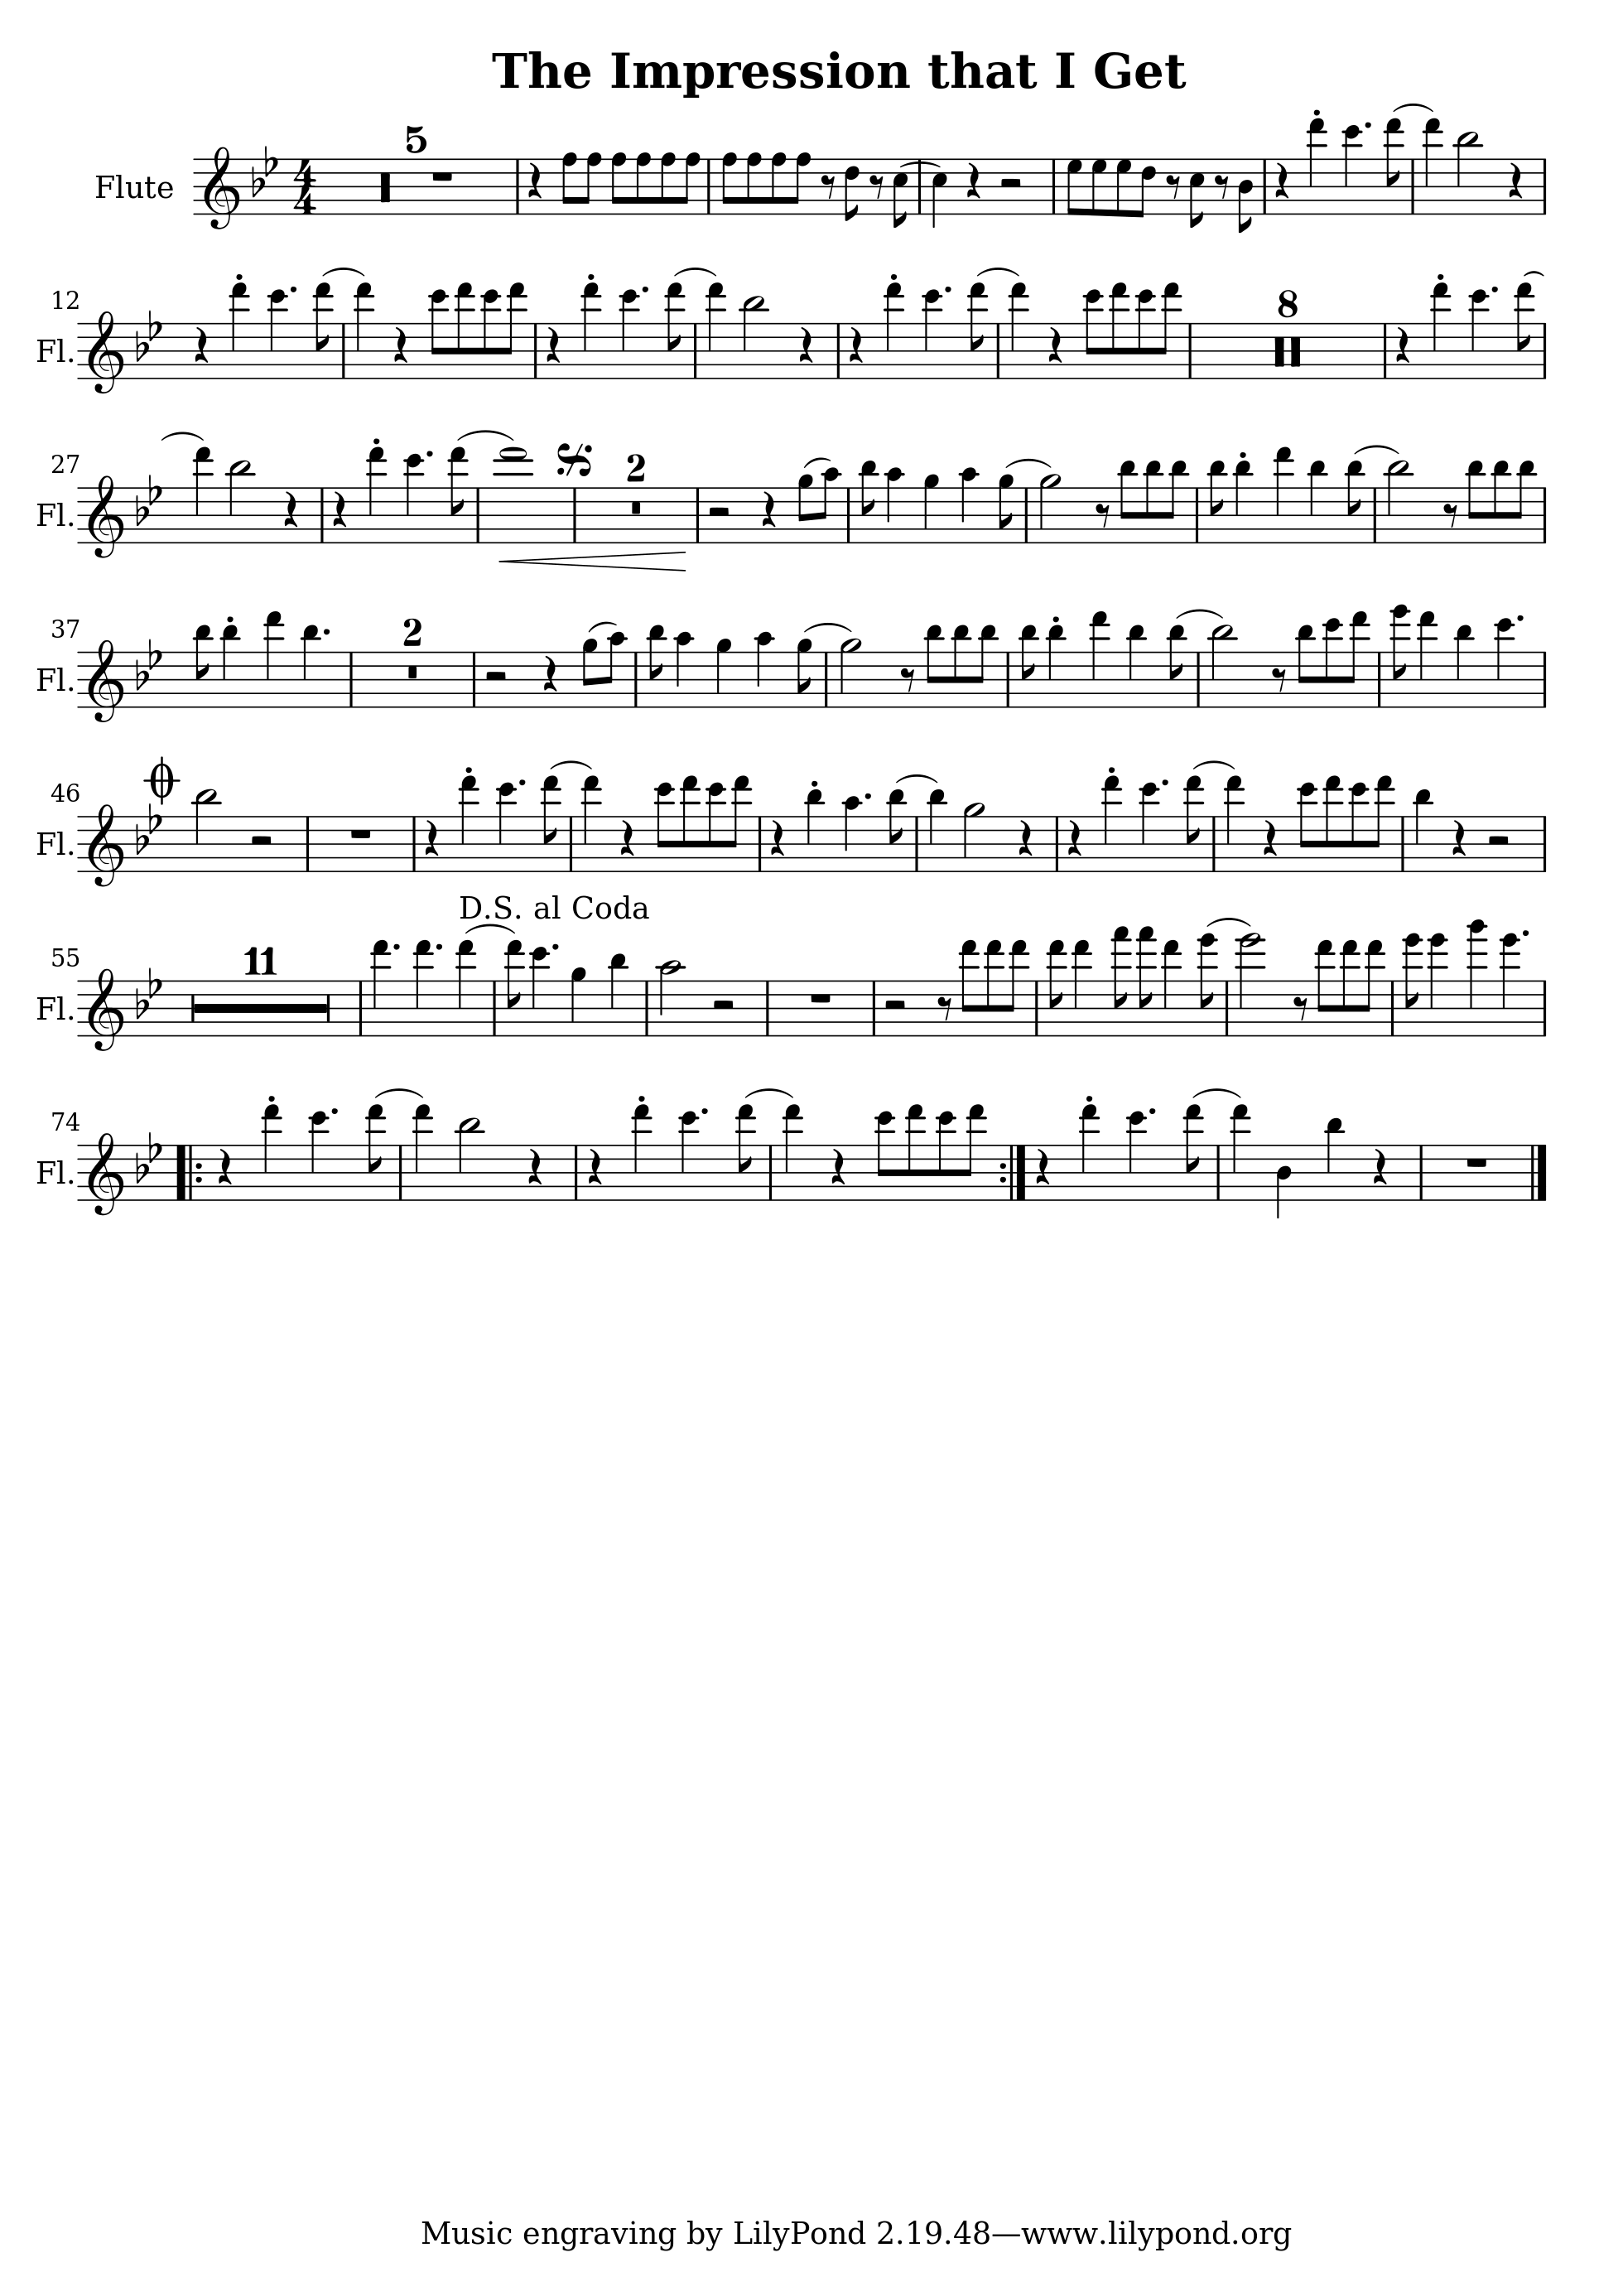 The Impression that I Get
5
Flute
4
4
12
8
Fl.
27
2
Fl.
37
2
Fl.
46
Fl.
D.S. al Coda
55
11
Fl.
74
Fl.
Music engraving by LilyPond 2.19.48—www.lilypond.org